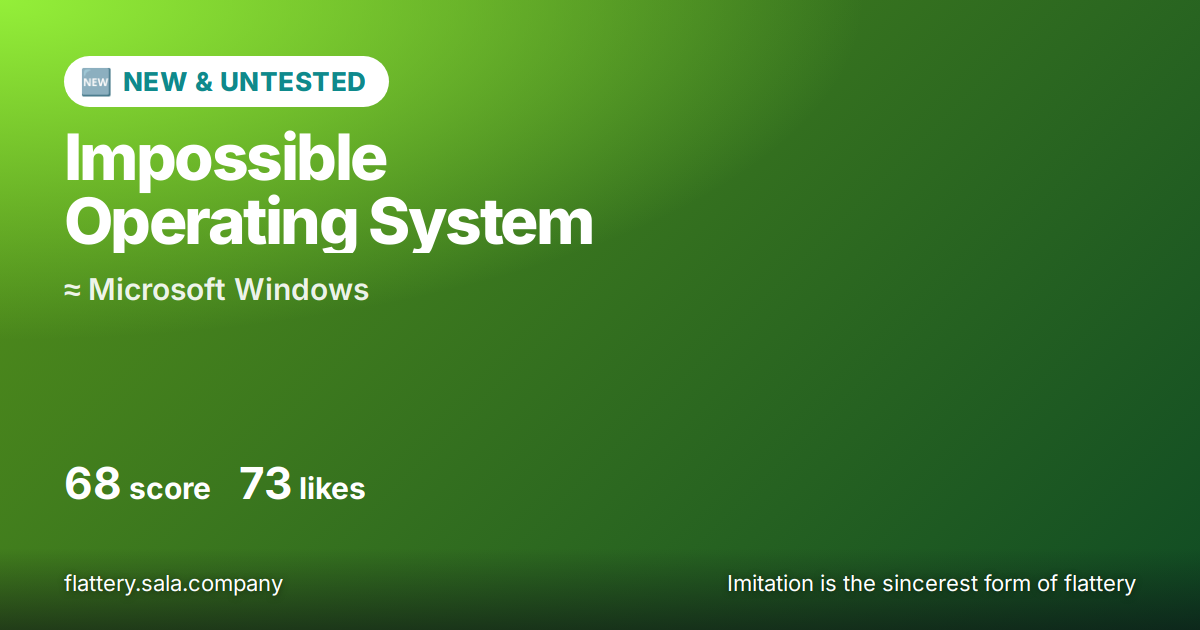 🆕 NEW & UNTESTED
Impossible
Operating System
≈ Microsoft Windows
68 score 73 likes
flattery.sala.company
Imitation is the sincerest form of flattery